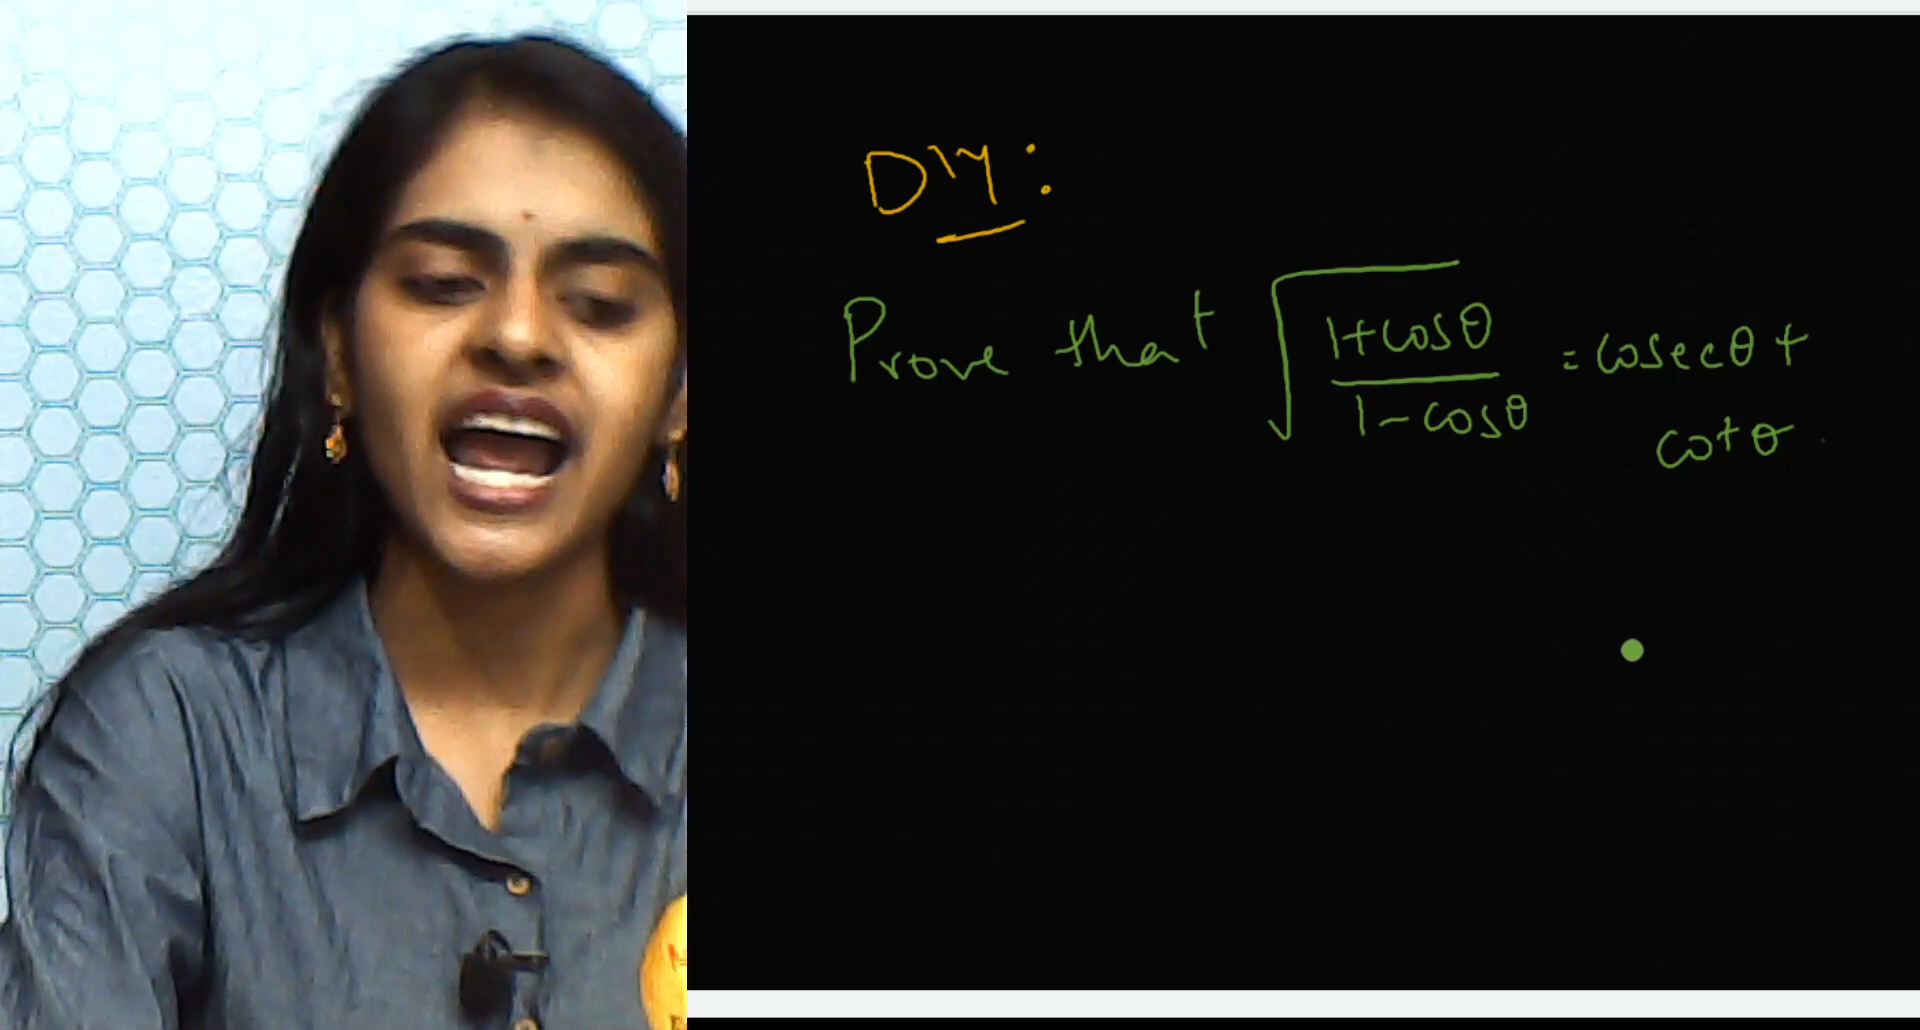 DIY:
Prove that √(1+cosθ / 1-cosθ) = cosecθ +
cotθ